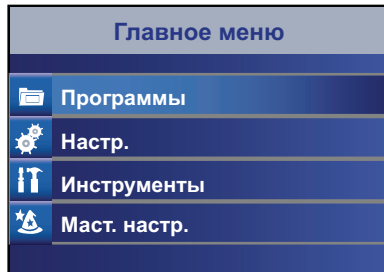 Главное меню
Программы
Настр.
Инструменты
Маст. настр.